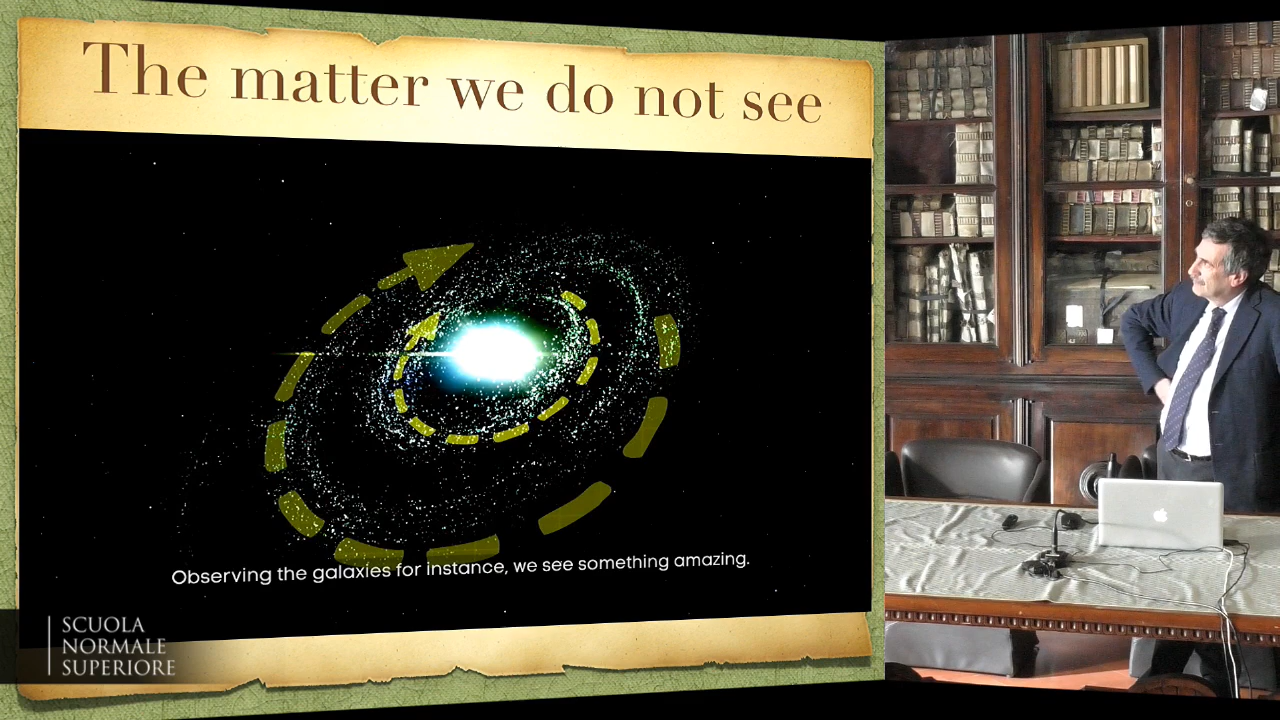 The matter we do not see
Observing the galaxies for instance, we see something amazing.
SCUOLA
NORMALE
SUPERIORE